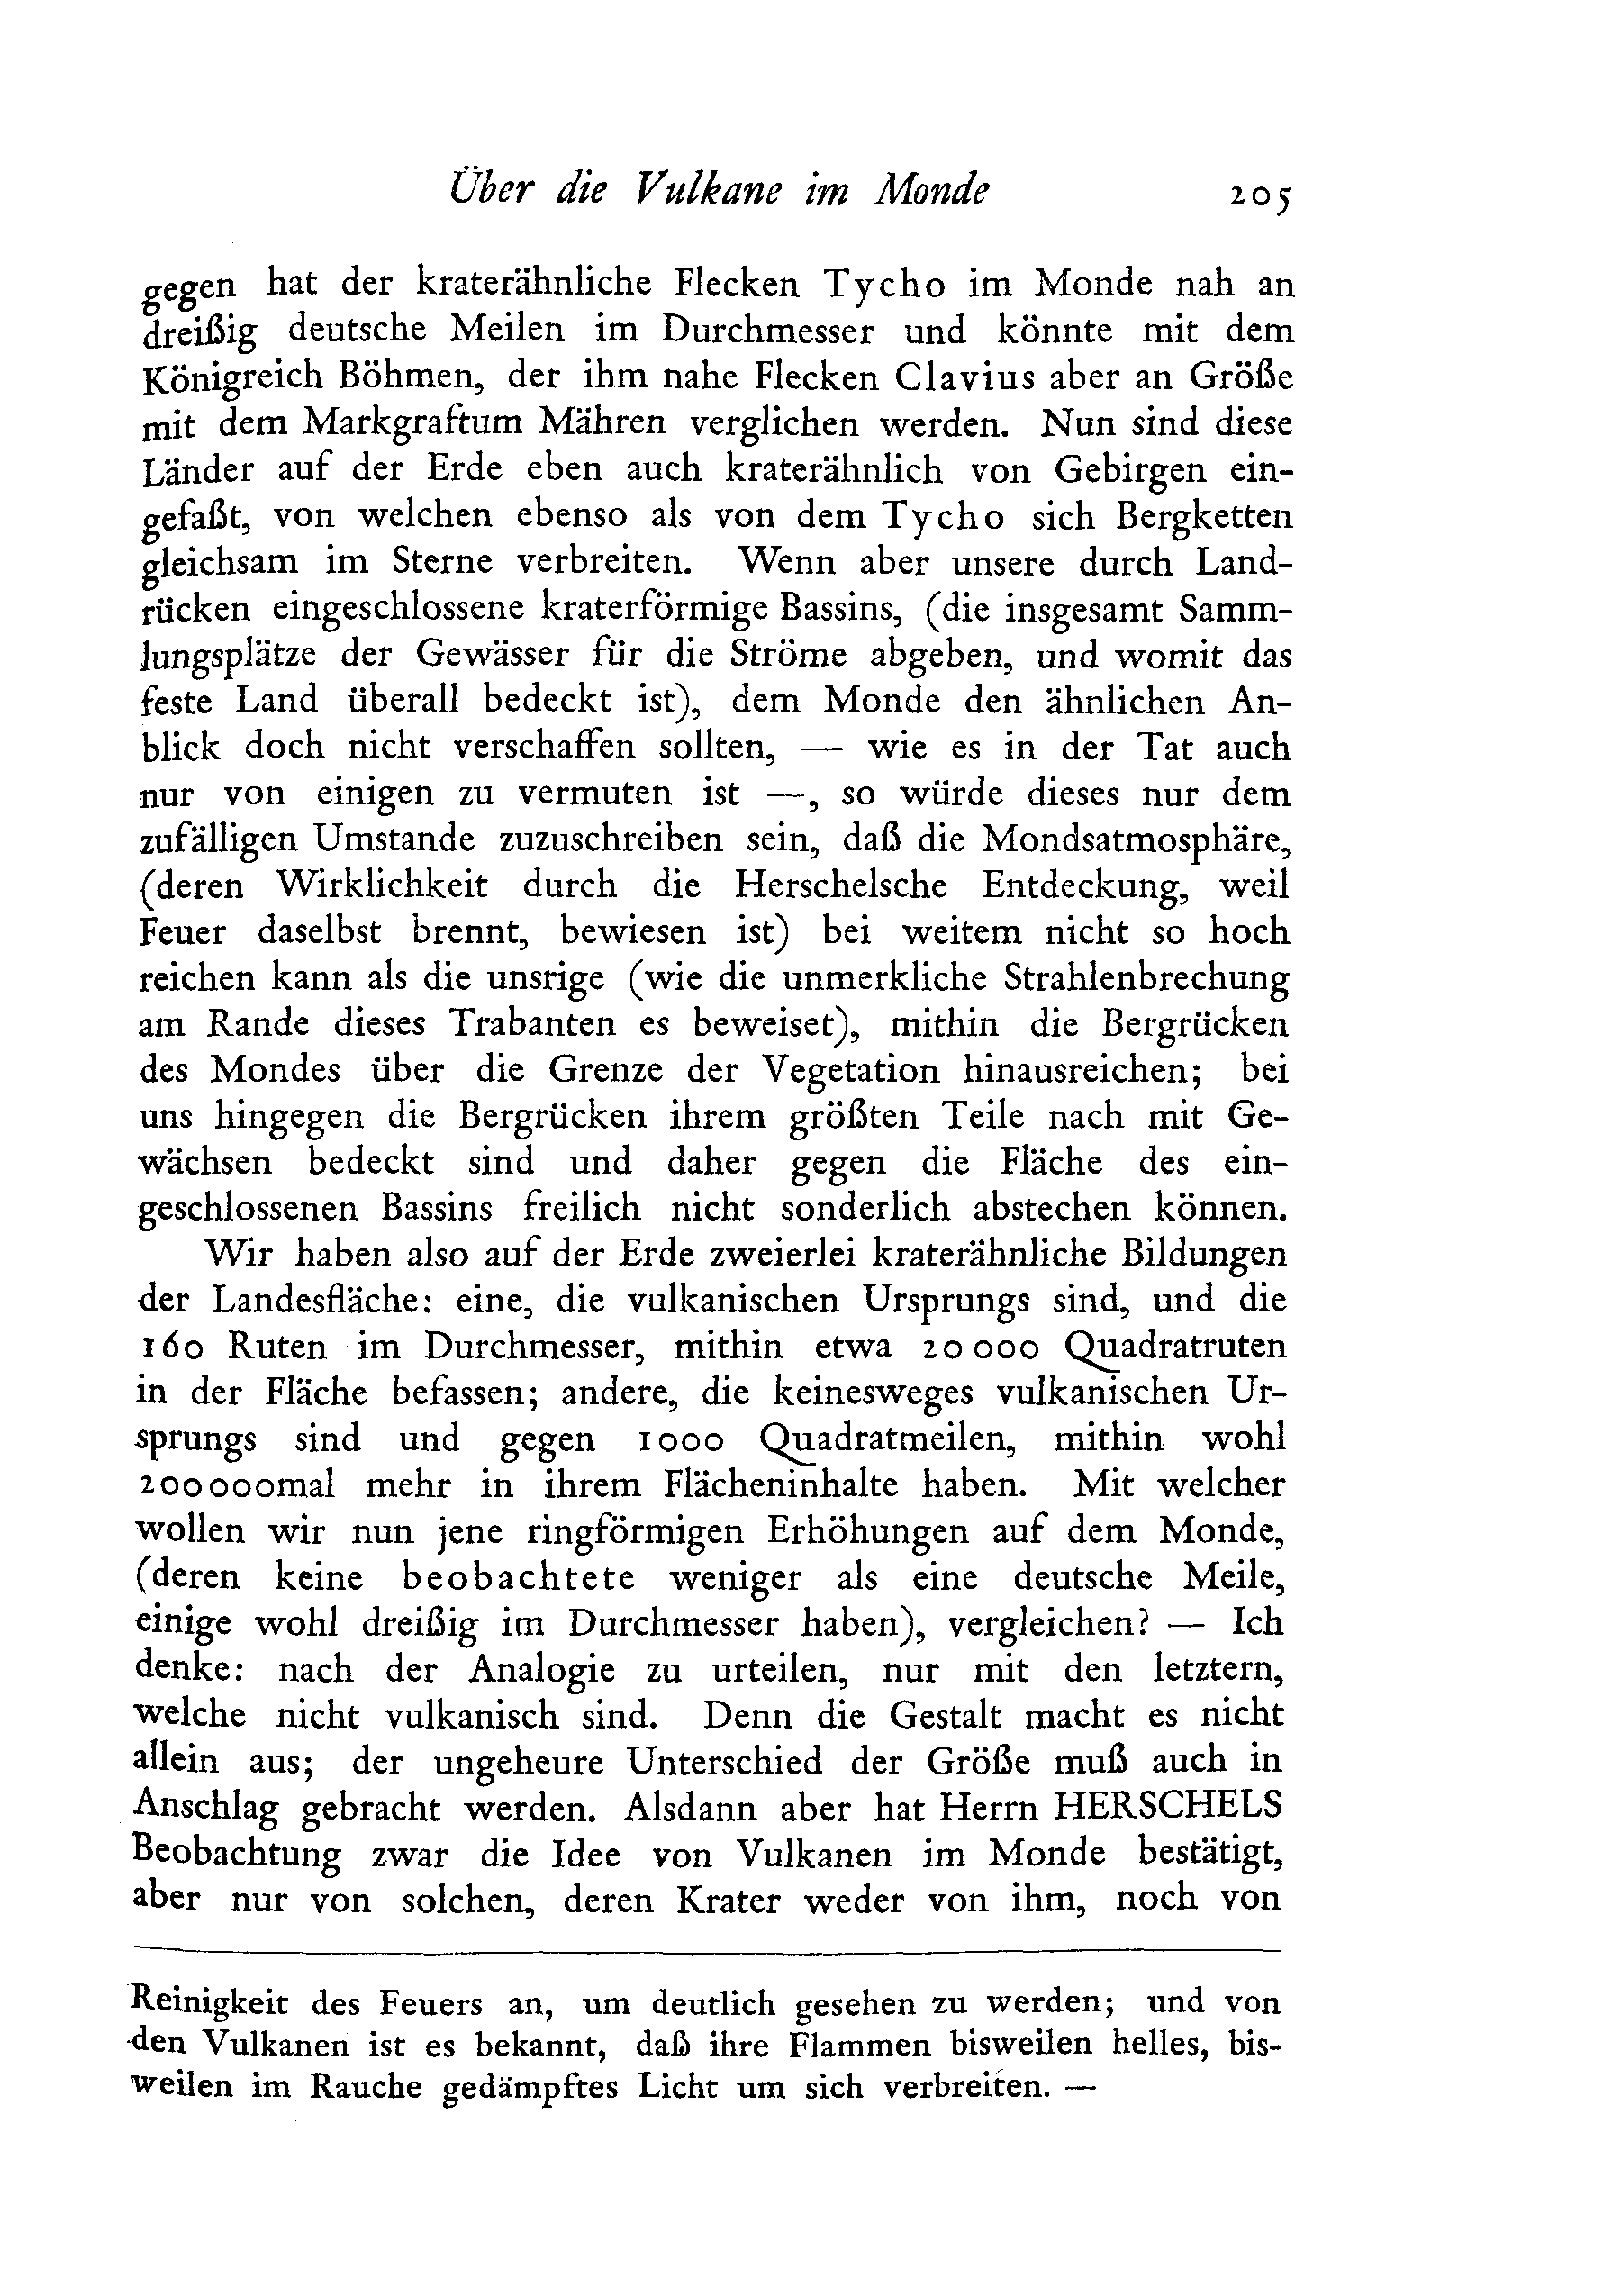 Über die Vulkane im Monde 205
gegen hat der kraterähnliche Flecken Tycho im Monde nah an
dreißig deutsche Meilen im Durchmesser und könnte mit dem
Königreich Böhmen, der ihm nahe Flecken Clavius aber an Größe
mit dem Markgraftum Mähren verglichen werden. Nun sind diese
Länder auf der Erde eben auch kraterähnlich von Gebirgen ein-
gefaßt, von welchen ebenso als von dem Tycho sich Bergketten
gleichsam im Sterne verbreiten. Wenn aber unsere durch Land-
rücken eingeschlossene kraterförmige Bassins, (die insgesamt Samm-
lungsplätze der Gewässer für die Ströme abgeben, und womit das
feste Land überall bedeckt ist), dem Monde den ähnlichen An-
blick doch nicht verschaffen sollten, — wie es in der Tat auch
nur von einigen zu vermuten ist —, so würde dieses nur dem
zufälligen Umstande zuzuschreiben sein, daß die Mondsatmosphäre,
(deren Wirklichkeit durch die Herschelsche Entdeckung, weil
Feuer daselbst brennt, bewiesen ist) bei weitem nicht so hoch
reichen kann als die unsrige (wie die unmerkliche Strahlenbrechung
am Rande dieses Trabanten es beweiset), mithin die Bergrücken
des Mondes über die Grenze der Vegetation hinausreichen; bei
uns hingegen die Bergrücken ihrem größten Teile nach mit Ge-
wächsen bedeckt sind und daher gegen die Fläche des ein-
geschlossenen Bassins freilich nicht sonderlich abstechen können.
Wir haben also auf der Erde zweierlei kraterähnliche Bildungen
der Landesfläche: eine, die vulkanischen Ursprungs sind, und die
160 Ruten im Durchmesser, mithin etwa 20 000 Quadratruten
in der Fläche befassen; andere, die keinesweges vulkanischen Ur-
sprungs sind und gegen 1000 Quadratmeilen, mithin wohl
200 000mal mehr in ihrem Flächeninhalte haben. Mit welcher
wollen wir nun jene ringförmigen Erhöhungen auf dem Monde,
(deren keine beobachtete weniger als eine deutsche Meile,
einige wohl dreißig im Durchmesser haben), vergleichen? — Ich
denke: nach der Analogie zu urteilen, nur mit den letztern,
welche nicht vulkanisch sind. Denn die Gestalt macht es nicht
allein aus; der ungeheure Unterschied der Größe muß auch in
Anschlag gebracht werden. Alsdann aber hat Herrn HERSCHELS
Beobachtung zwar die Idee von Vulkanen im Monde bestätigt,
aber nur von solchen, deren Krater weder von ihm, noch von
Reinigkeit des Feuers an, um deutlich gesehen zu werden; und von
den Vulkanen ist es bekannt, daß ihre Flammen bisweilen helles, bis-
weilen im Rauche gedämpftes Licht um sich verbreiten. —